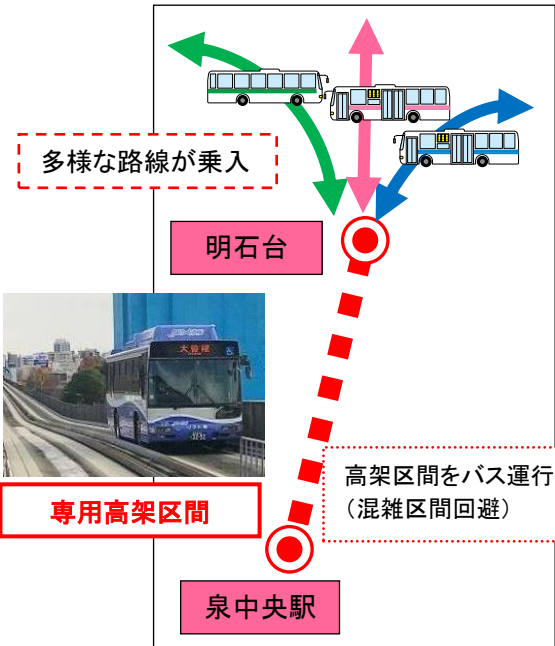 多様な路線が乗入
明石台
大曽根
専用高架区間
高架区間をバス運行
（混雑区間回避）
泉中央駅